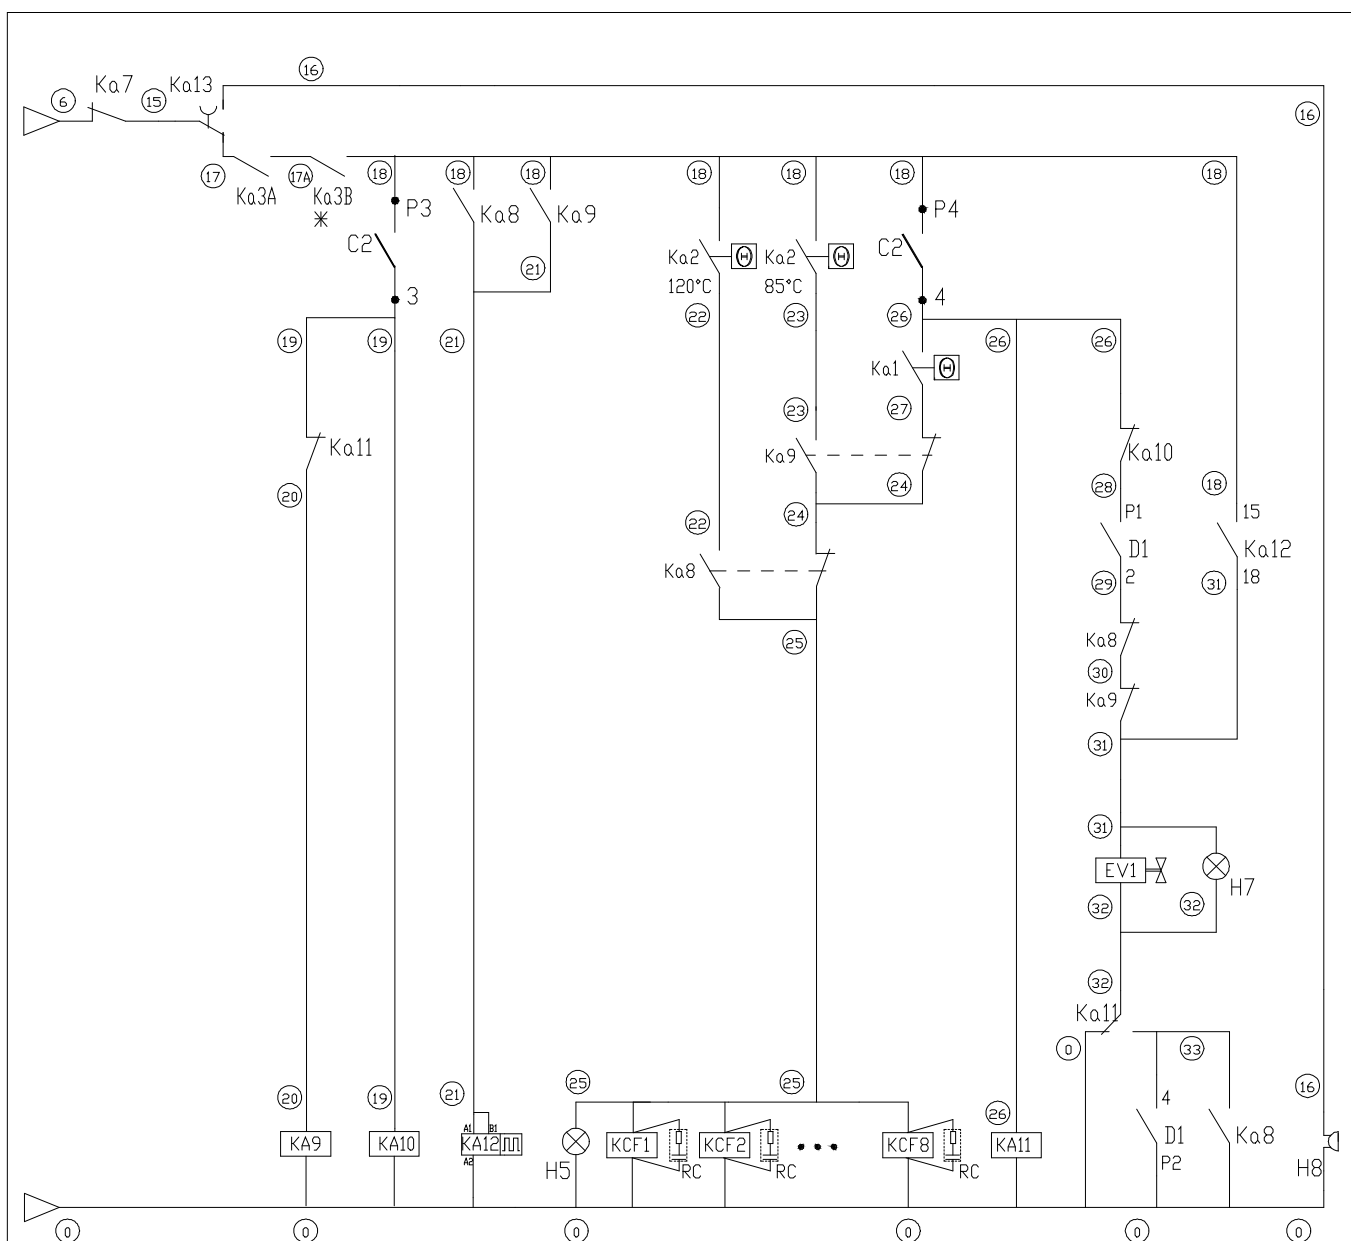 16
6 Ka7 15 Ka13
16
17 17A 18 18 18 18 18 18 18
Ka3A Ka3B
*
P3 Ka8 Ka9 P4
C2 Ka2 Θ Ka2 Θ C2
21
120°C 85°C
3 4
22 23 26
19 19 21 26 26
Ka1 Θ
23 27
Ka11 Ka9 Ka10
20 24 28 18
24 P1 15
22
D1 Ka12
Ka8 29 2 31 18
25 Ka8
30
Ka9
31
31
EV1 H7
32 32
32
Ka11
0 33
25 25
20 19 21 26 4 16
A1 B1
KA9 KA10 KA12 KCF1 KCF2 KCF8 KA11 D1 Ka8
A2
H5 RC RC RC P2 H8
0 0 0 0 0 0